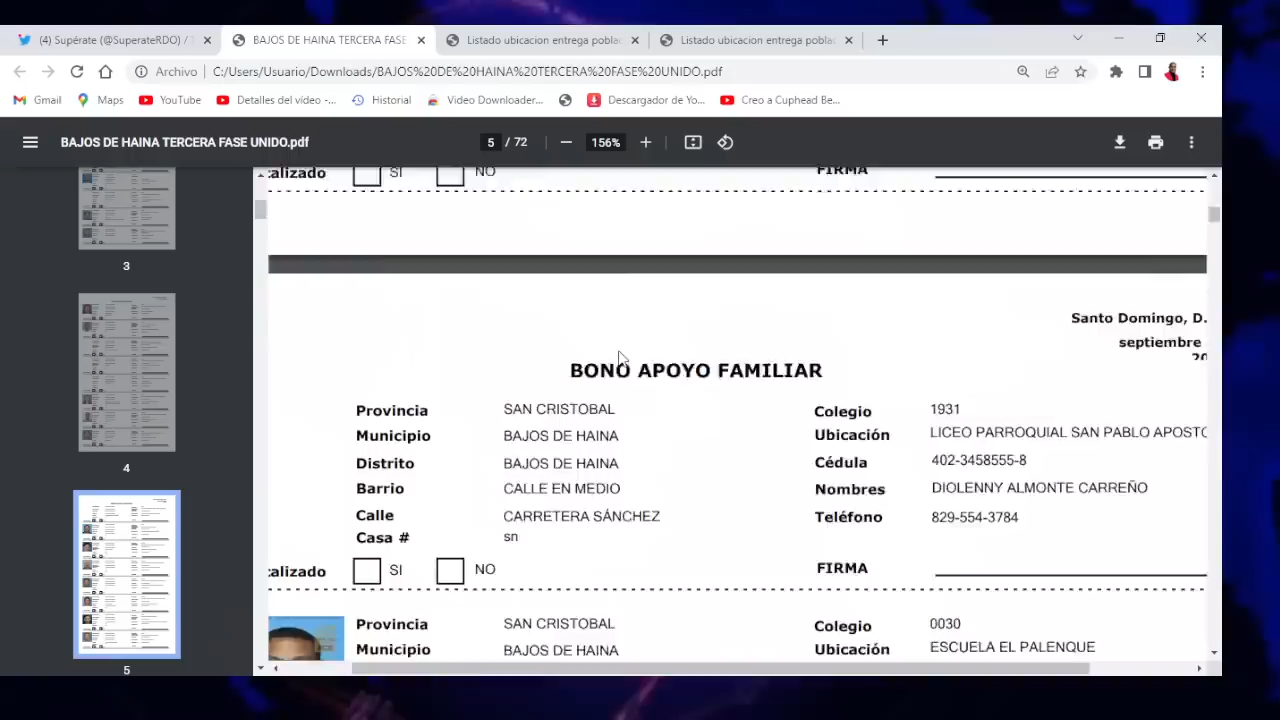 (4) Supérate (@SuperateRDO) / T
BAJOS DE HAINA TERCERA FASE
Listado ubicacion entrega poblac
Listado ubicacion entrega poblac
Archivo C:/Users/Usuario/Downloads/BAJOS%20DE%20HAINA%20TERCERA%20FASE%20UNIDO.pdf
Gmail Maps YouTube Detalles del vídeo -... Historial Video Downloader... Descargador de Yo... Creo a Cuphead Be...
BAJOS DE HAINA TERCERA FASE UNIDO.pdf 5 / 72 156%
3
4
5
calizado SI NO FIRMA
Santo Domingo, D.
septiembre
20
BONO APOYO FAMILIAR
Provincia SAN CRISTOBAL Colegio 1931
Municipio BAJOS DE HAINA Ubicación LICEO PARROQUIAL SAN PABLO APOSTO
Distrito BAJOS DE HAINA Cédula 402-3458555-8
Barrio CALLE EN MEDIO Nombres DIOLENNY ALMONTE CARREÑO
Calle CARRETERA SÁNCHEZ Teléfono 829-554-3784
Casa # sn
calizado SI NO FIRMA
Provincia SAN CRISTOBAL Colegio 0030
Municipio BAJOS DE HAINA Ubicación ESCUELA EL PALENQUE